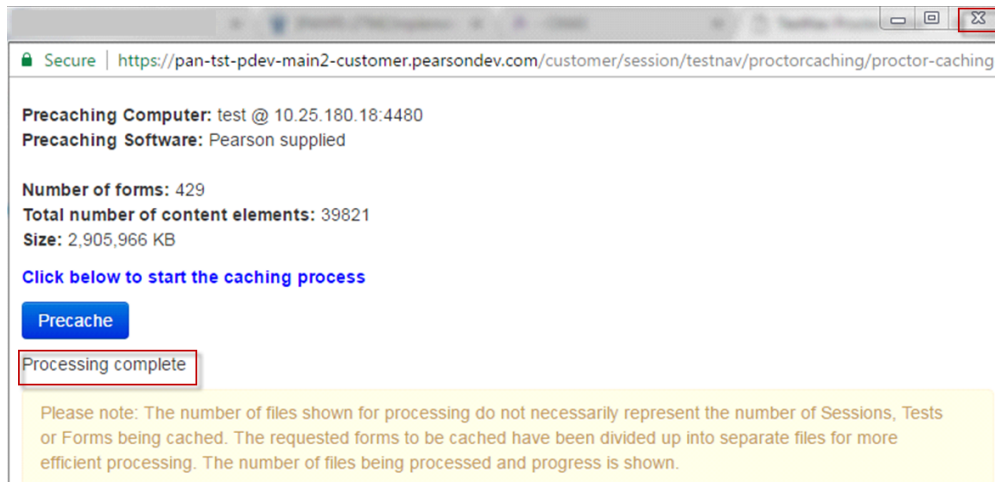 Secure
https://pan-tst-pdev-main2-customer.pearsondev.com/customer/session/testnav/proctorcaching/proctor-caching
Precaching Computer: test @ 10.25.180.18:4480
Precaching Software: Pearson supplied
Number of forms: 429
Total number of content elements: 39821
Size: 2,905,966 KB
Click below to start the caching process
Precache
Processing complete
Please note: The number of files shown for processing do not necessarily represent the number of Sessions, Tests
or Forms being cached. The requested forms to be cached have been divided up into separate files for more
efficient processing. The number of files being processed and progress is shown.